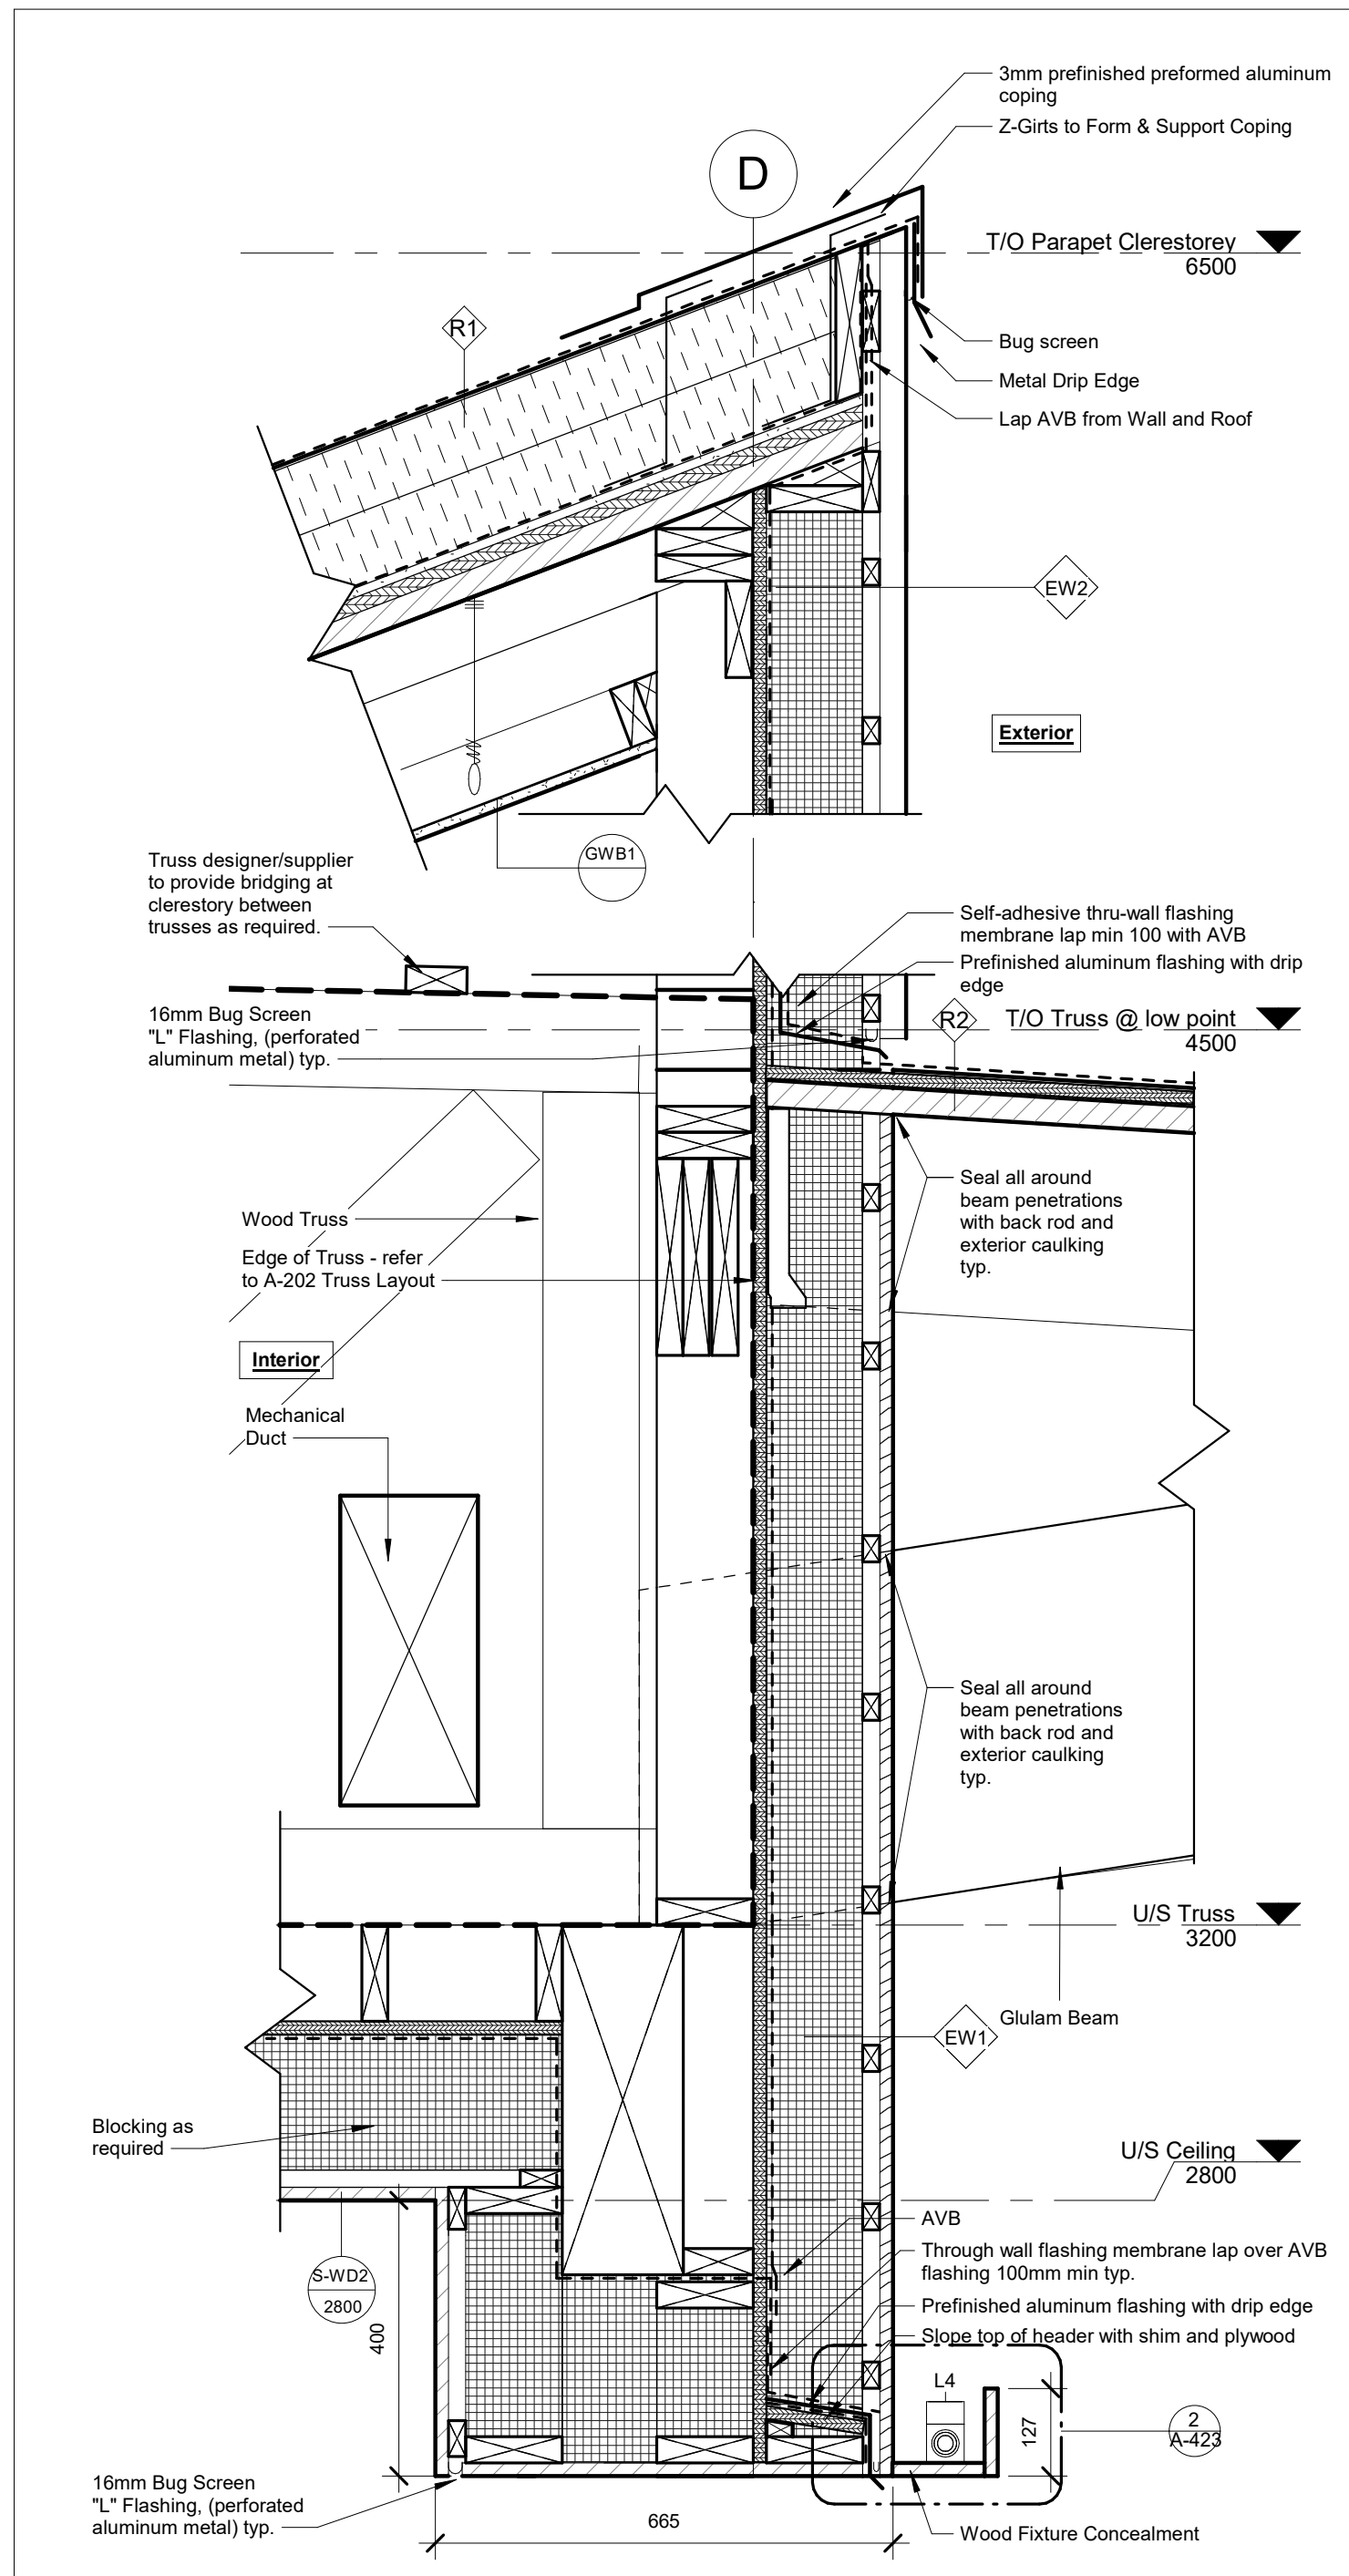 3mm prefinished preformed aluminum
coping
Z-Girts to Form & Support Coping
D
T/O Parapet Clerestorey
6500
R1
Bug screen
Metal Drip Edge
Lap AVB from Wall and Roof
EW2
Exterior
GWB1
Truss designer/supplier
to provide bridging at
clerestory between
trusses as required.
Self-adhesive thru-wall flashing
membrane lap min 100 with AVB
Prefinished aluminum flashing with drip
edge
16mm Bug Screen
"L" Flashing, (perforated
aluminum metal) typ.
R2
T/O Truss @ low point
4500
Seal all around
beam penetrations
with back rod and
exterior caulking
typ.
Wood Truss
Edge of Truss - refer
to A-202 Truss Layout
Interior
Mechanical
Duct
Seal all around
beam penetrations
with back rod and
exterior caulking
typ.
U/S Truss
3200
Glulam Beam
EW1
Blocking as
required
U/S Ceiling
2800
AVB
Through wall flashing membrane lap over AVB
flashing 100mm min typ.
Prefinished aluminum flashing with drip edge
Slope top of header with shim and plywood
S-WD2
2800
400
L4
127
2
A-423
16mm Bug Screen
"L" Flashing, (perforated
aluminum metal) typ.
665
Wood Fixture Concealment